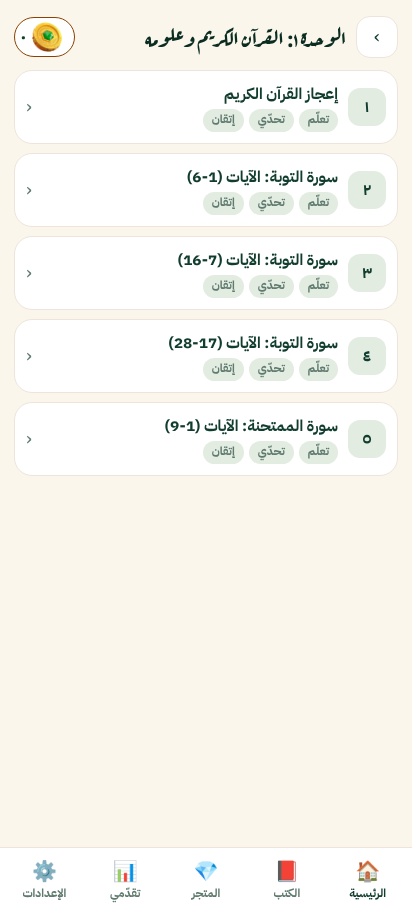 الوحدة ١: القرآن الكريم وعلومه
٠
١
إعجاز القرآن الكريم
تعلّم تحدّي إتقان
٢
سورة التوبة: الآيات (1-6)
تعلّم تحدّي إتقان
٣
سورة التوبة: الآيات (7-16)
تعلّم تحدّي إتقان
٤
سورة التوبة: الآيات (17-28)
تعلّم تحدّي إتقان
٥
سورة الممتحنة: الآيات (1-9)
تعلّم تحدّي إتقان
الرئيسية
الكتب
المتجر
تقدّمي
الإعدادات